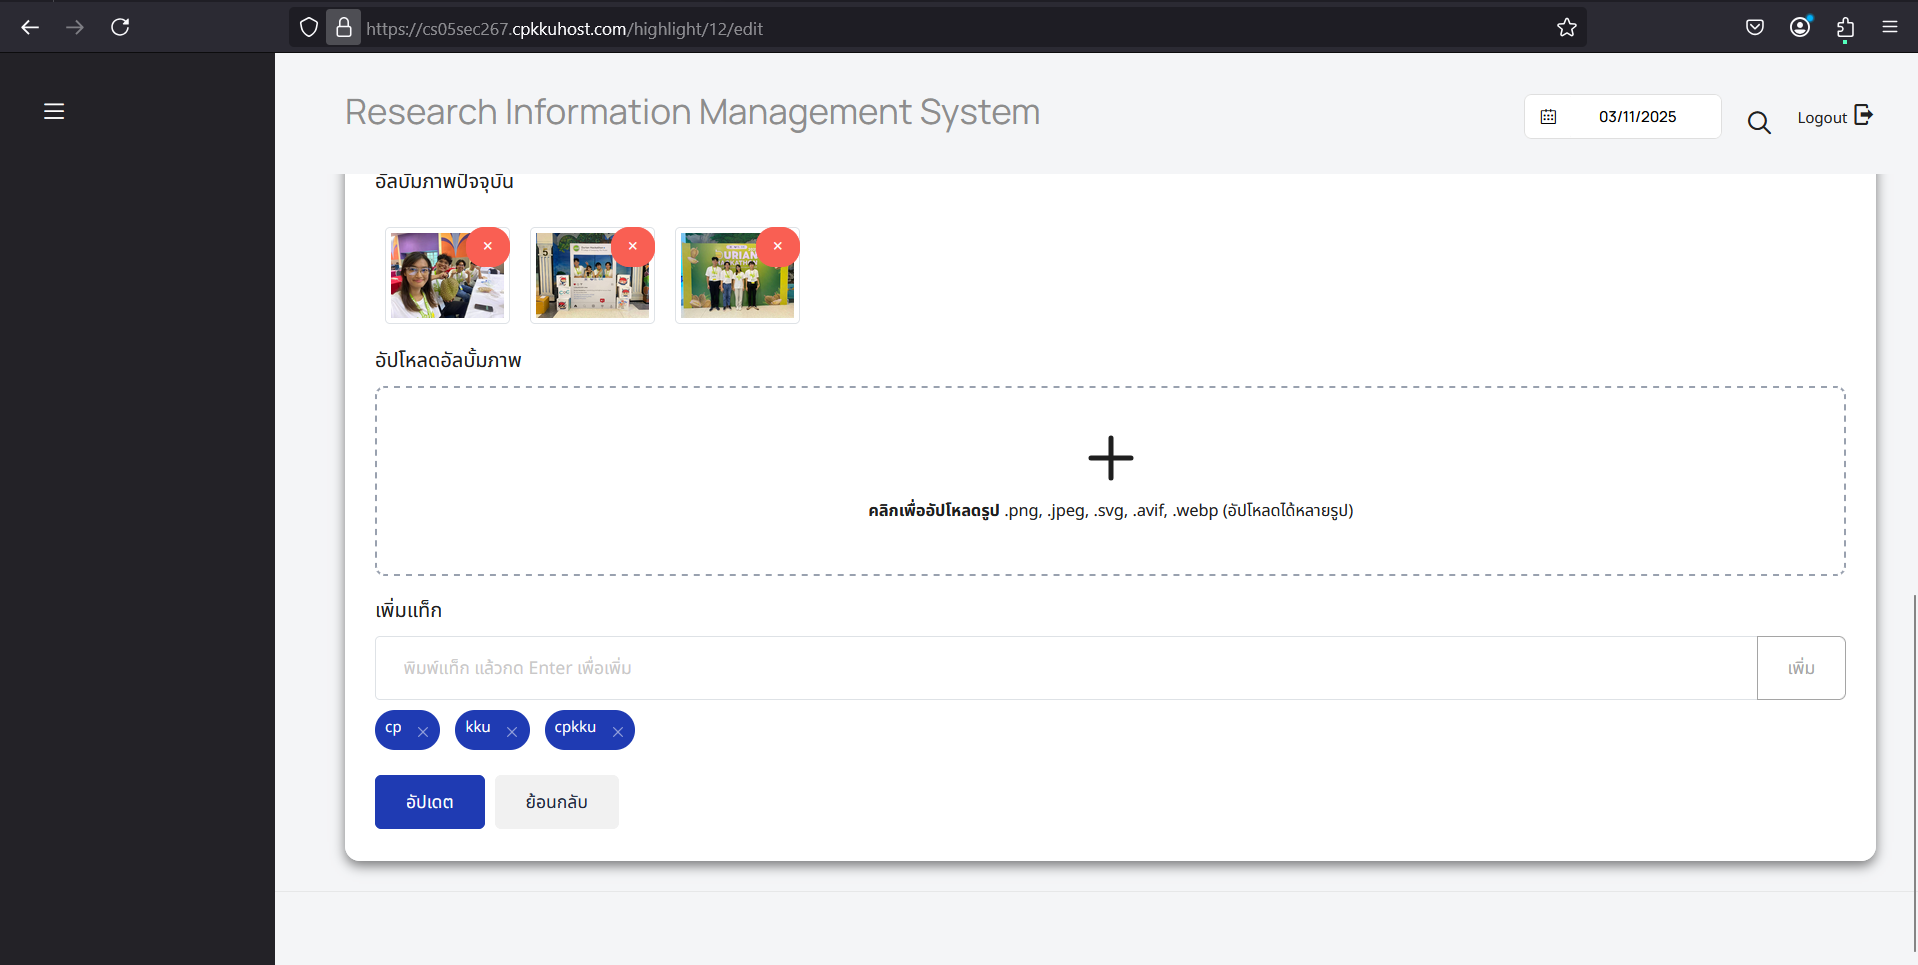 https://cs05sec267.cpkkuhost.com/highlight/12/edit
Research Information Management System
03/11/2025
Logout
อัลบั้มภาพปัจจุบัน
URIAN
อัปโหลดอัลบั้มภาพ
คลิกเพื่ออัปโหลดรูป .png, .jpeg, .svg, .avif, .webp (อัปโหลดได้หลายรูป)
เพิ่มแท็ก
พิมพ์แท็ก แล้วกด Enter เพื่อเพิ่ม
เพิ่ม
cp
kku
cpkku
อัปเดต
ย้อนกลับ